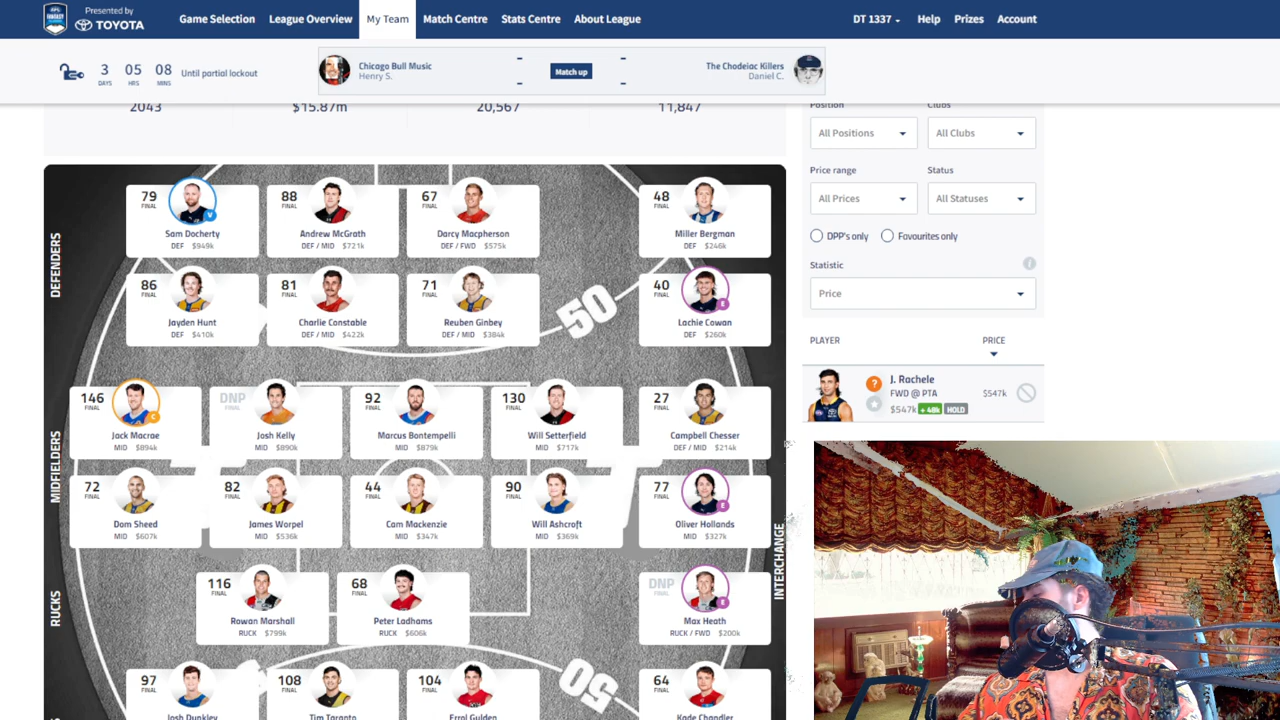 Presented by
TOYOTA
Game Selection
League Overview
My Team
Match Centre
Stats Centre
About League
DT 1337
Help
Prizes
Account
3
DAYS
05
HRS
08
MINS
Until partial lockout
Chicago Bull Music
Henry S.
-
-
Match up
-
-
The Chodeiac Killers
Daniel C.
2043
$15.87m
20,567
11,847
Position
Clubs
All Positions
All Clubs
Price range
Status
All Prices
All Statuses
DPP's only
Favourites only
Statistic
i
Price
PLAYER
PRICE
?
J. Rachele
FWD @ PTA
$547k
+ 48k
HOLD
$547k
DEFENDERS
79
FINAL
V
Sam Docherty
DEF $949k
88
FINAL
Andrew McGrath
DEF / MID $721k
67
FINAL
Darcy Macpherson
DEF / FWD $575k
48
FINAL
Miller Bergman
DEF $246k
86
FINAL
Jayden Hunt
DEF $410k
81
FINAL
Charlie Constable
DEF / MID $422k
71
FINAL
Reuben Ginbey
DEF / MID $384k
50
40
FINAL
E
Lachie Cowan
DEF $260k
MIDFIELDERS
146
FINAL
C
Jack Macrae
MID $894k
DNP
FINAL
Josh Kelly
MID $890k
92
FINAL
Marcus Bontempelli
MID $879k
130
FINAL
Will Setterfield
MID $717k
27
FINAL
Campbell Chesser
DEF / MID $214k
72
FINAL
Dom Sheed
MID $607k
82
FINAL
James Worpel
MID $536k
44
FINAL
Cam Mackenzie
MID $347k
90
FINAL
Will Ashcroft
MID $369k
77
FINAL
E
Oliver Hollands
MID $327k
INTERCHANGE
RUCKS
116
FINAL
Rowan Marshall
RUCK $799k
68
FINAL
Peter Ladhams
RUCK $606k
DNP
FINAL
E
Max Heath
RUCK / FWD $200k
97
FINAL
Josh Dunkley
108
FINAL
Tim Taranto
104
FINAL
Errol Gulden
50
64
FINAL
Kade Chandler